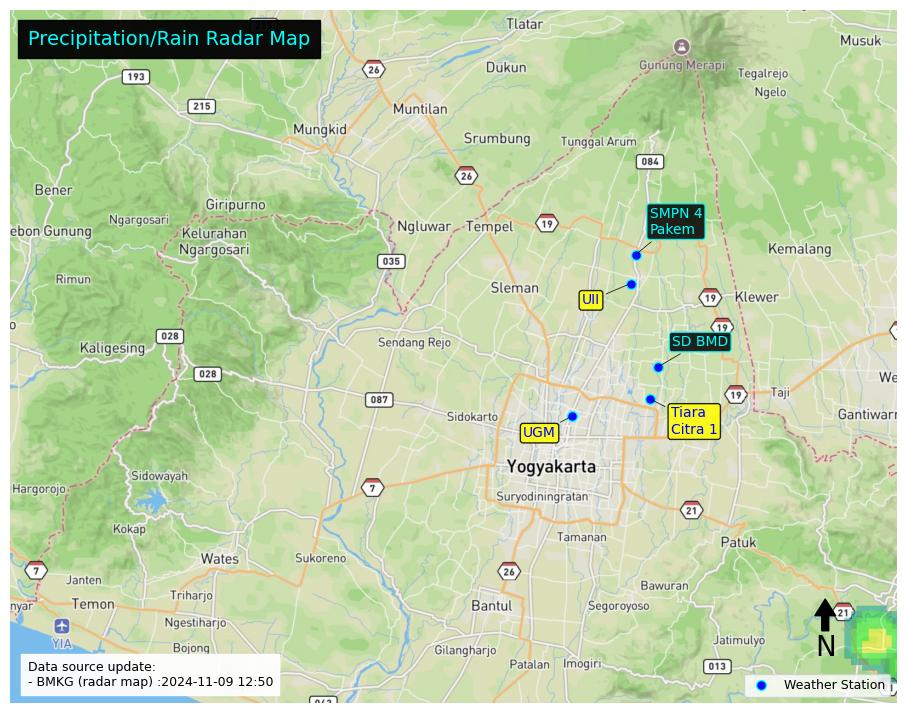 Precipitation/Rain Radar Map
Tlatar
Musuk
Gunung Merapi
Tegalrejo
Ngelo
26
193
Dukun
215
Muntilan
Mungkid
Srumbung
Tunggal Arum
084
26
Bener
Giripurno
Ngargosari
ebon Gunung
Kelurahan
Ngargosari
Ngluwar
Tempel
19
SMPN 4
Pakem
Kemalang
035
Rimun
Sleman
UII
19
Klewer
19
028
Kaligesing
Sendang Rejo
SD BMD
028
We
087
19
Taji
Sidokarto
Tiara
Citra 1
Gantiwarn
UGM
Yogyakarta
Sidowayah
Hargorojo
7
Suryodiningratan
21
Kokap
Tamanan
Patuk
Wates
Sukoreno
7
Janten
26
Bawuran
Triharjo
nyar
Temon
Bantul
Segoroyoso
21
Ngestiharjo
YIA
N
Bojong
Gilangharjo
Jatimulyo
Patalan
Imogiri
013
Data source update:
- BMKG (radar map) :2024-11-09 12:50
Weather Station